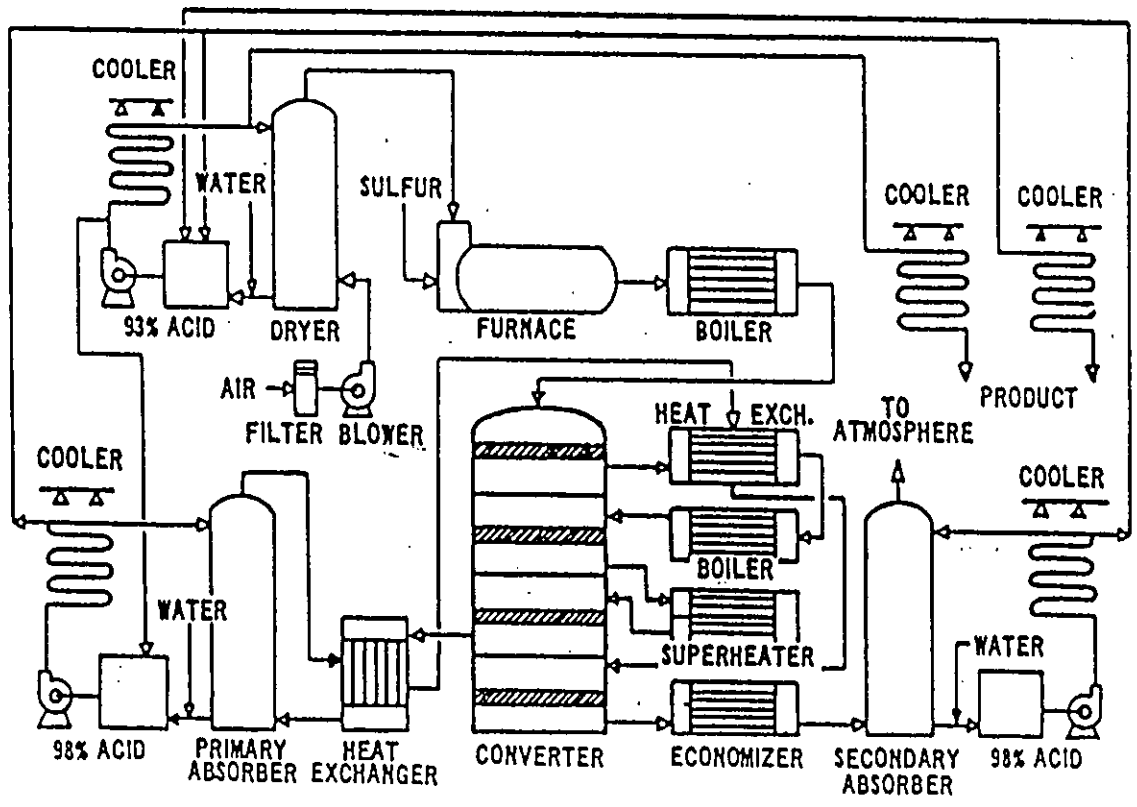 COOLER
WATER
SULFUR
COOLER
COOLER
93% ACID
DRYER
FURNACE
BOILER
AIR
FILTER
BLOWER
HEAT EXCH.
TO
ATMOSPHERE
PRODUCT
COOLER
COOLER
BOILER
WATER
SUPERHEATER
WATER
98% ACID
PRIMARY
ABSORBER
HEAT
EXCHANGER
CONVERTER
ECONOMIZER
SECONDARY
ABSORBER
98% ACID